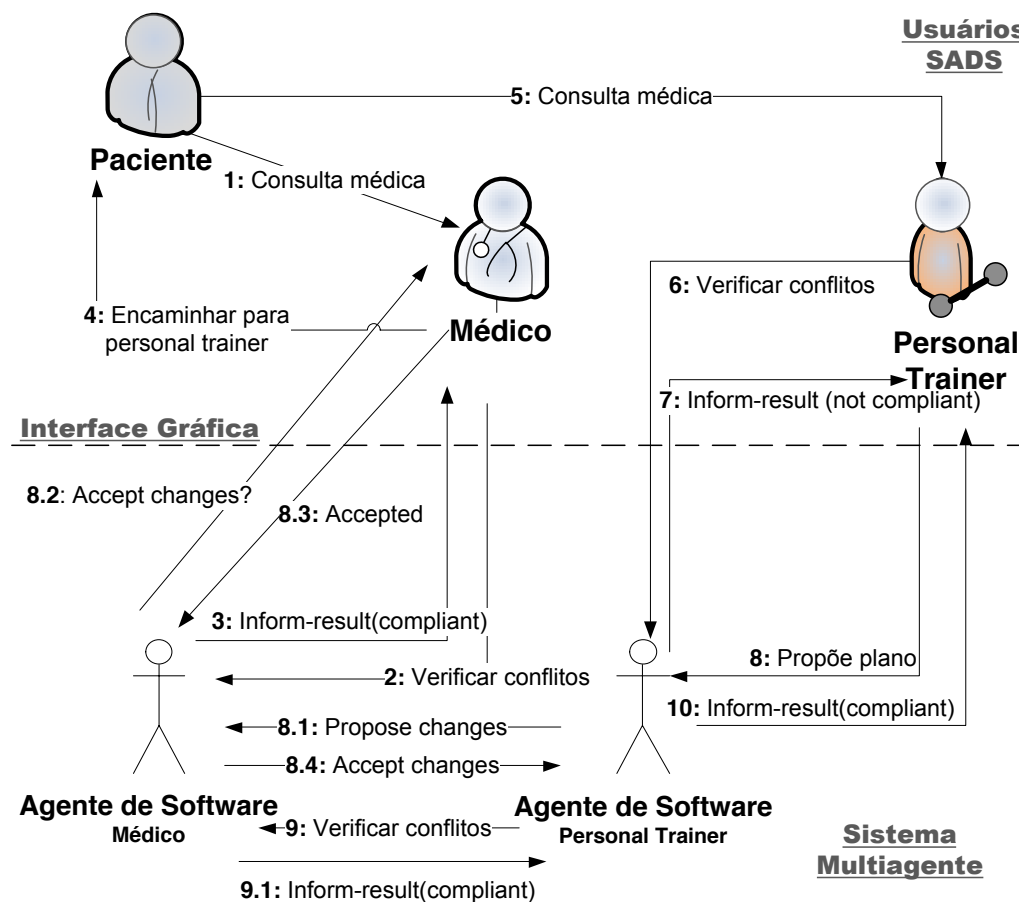 Usuários
SADS
5: Consulta médica
Paciente
1: Consulta médica
6: Verificar conflitos
4: Encaminhar para
personal trainer
Médico
Personal
Trainer
7: Inform-result (not compliant)
Interface Gráfica
8.2: Accept changes?
8.3: Accepted
3: Inform-result(compliant)
8: Propõe plano
2: Verificar conflitos
10: Inform-result(compliant)
8.1: Propose changes
8.4: Accept changes
Agente de Software
Médico
Agente de Software
Personal Trainer
9: Verificar conflitos
Sistema
Multiagente
9.1: Inform-result(compliant)